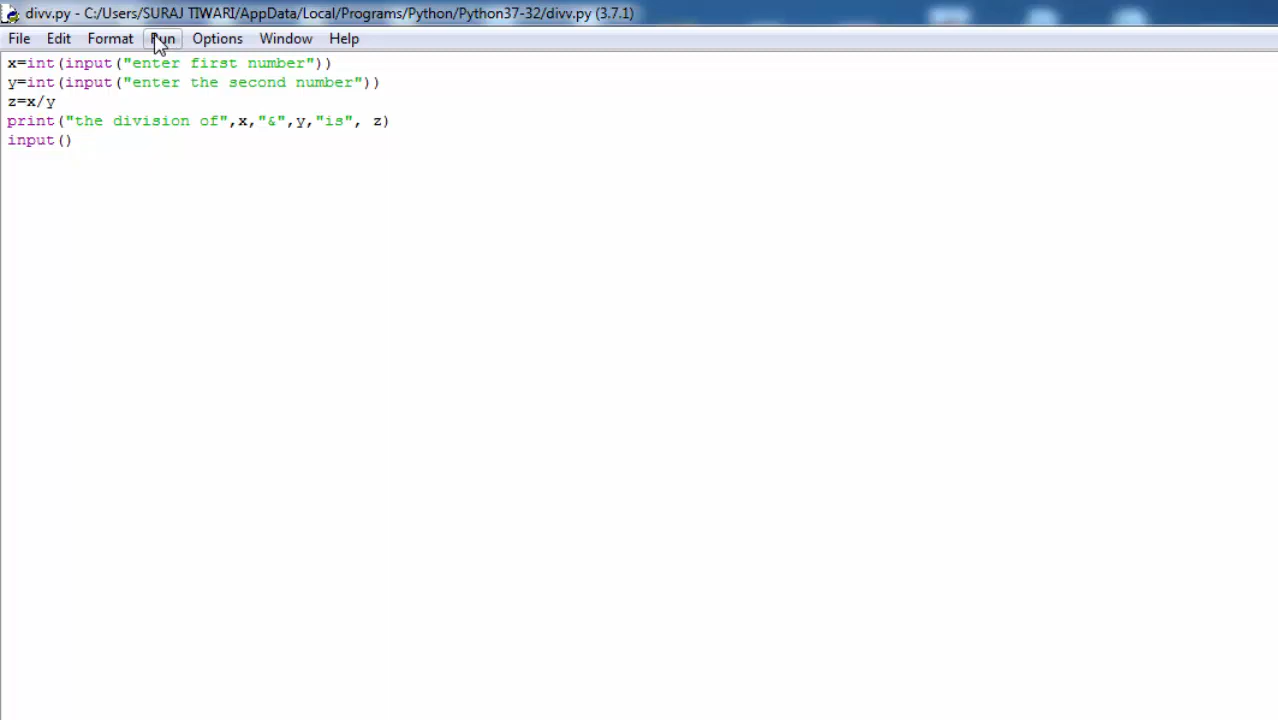 divv.py - C:/Users/SURAJ TIWARI/AppData/Local/Programs/Python/Python37-32/divv.py (3.7.1)
File Edit Format Run Options Window Help
x=int(input("enter first number"))
y=int(input("enter the second number"))
z=x/y
print("the division of",x,"&",y,"is", z)
input()